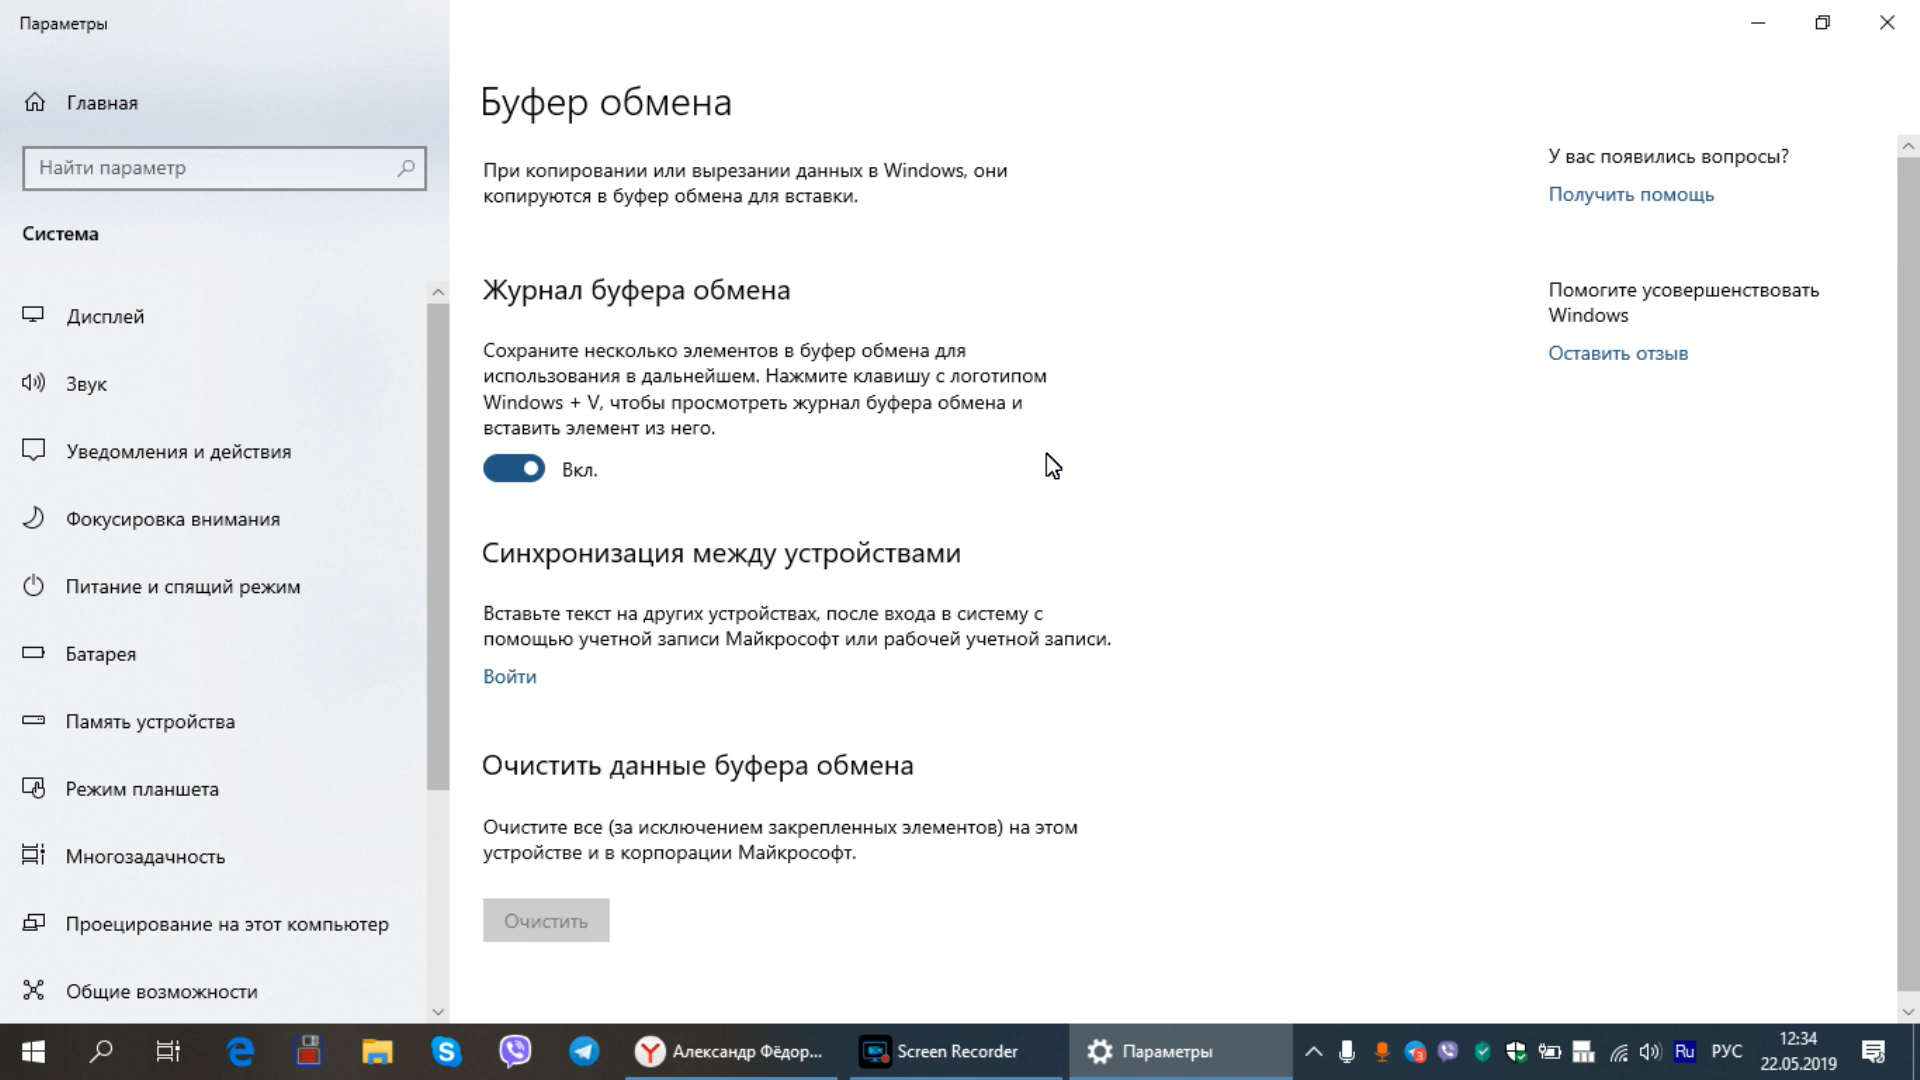 Параметры
Главная
Найти параметр
Система
Дисплей
Звук
Уведомления и действия
Фокусировка внимания
Питание и спящий режим
Батарея
Память устройства
Режим планшета
Многозадачность
Проецирование на этот компьютер
Общие возможности
Буфер обмена
При копировании или вырезании данных в Windows, они
копируются в буфер обмена для вставки.
Журнал буфера обмена
Сохраните несколько элементов в буфер обмена для
использования в дальнейшем. Нажмите клавишу с логотипом
Windows + V, чтобы просмотреть журнал буфера обмена и
вставить элемент из него.
Вкл.
Синхронизация между устройствами
Вставьте текст на других устройствах, после входа в систему с
помощью учетной записи Майкрософт или рабочей учетной записи.
Войти
Очистить данные буфера обмена
Очистите все (за исключением закрепленных элементов) на этом
устройстве и в корпорации Майкрософт.
Очистить
У вас появились вопросы?
Получить помощь
Помогите усовершенствовать
Windows
Оставить отзыв
Александр Фёдор...
Screen Recorder
Параметры
3
Ru
РУС
12:34
22.05.2019